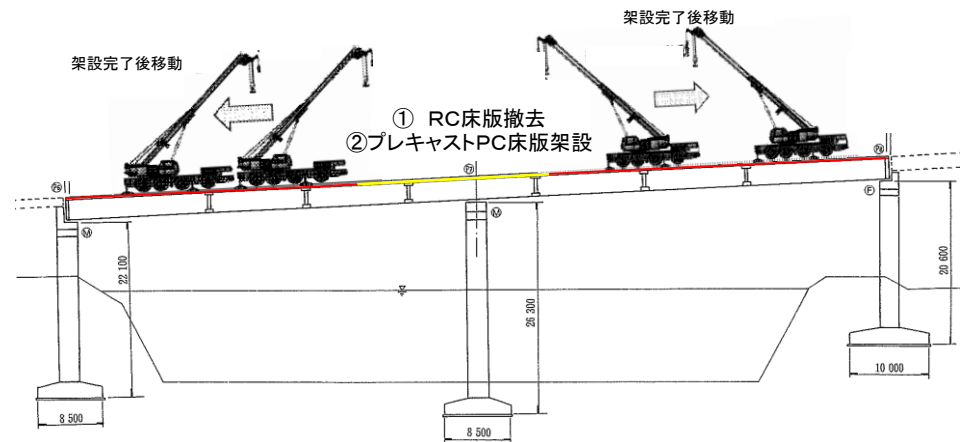 架設完了後移動
架設完了後移動
① RC床版撤去
②プレキャストPC床版架設
㊆
M
M
F
22 100
26 300
20 600
8 500
8 500
10 000